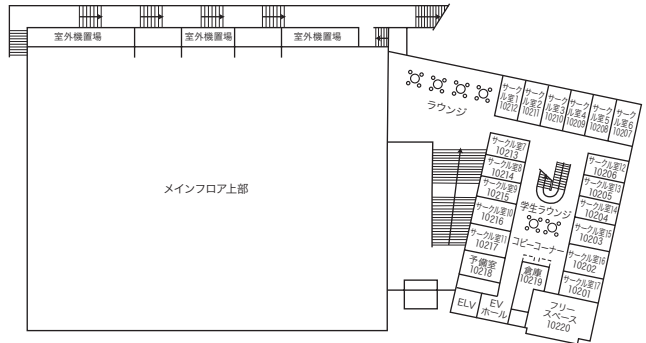 室外機置場
室外機置場
室外機置場
メインフロア上部
ラウンジ
サークル室1
10212
サークル室2
10211
サークル室3
10210
サークル室4
10209
サークル室5
10208
サークル室6
10207
サークル室7
10213
サークル室8
10214
サークル室9
10215
サークル室10
10216
サークル室11
10217
予備室
10218
学生ラウンジ
コピーコーナー
倉庫
10219
サークル室12
10206
サークル室13
10205
サークル室14
10204
サークル室15
10203
サークル室16
10202
サークル室17
10201
ELV
EV
ホール
フリー
スペース
10220